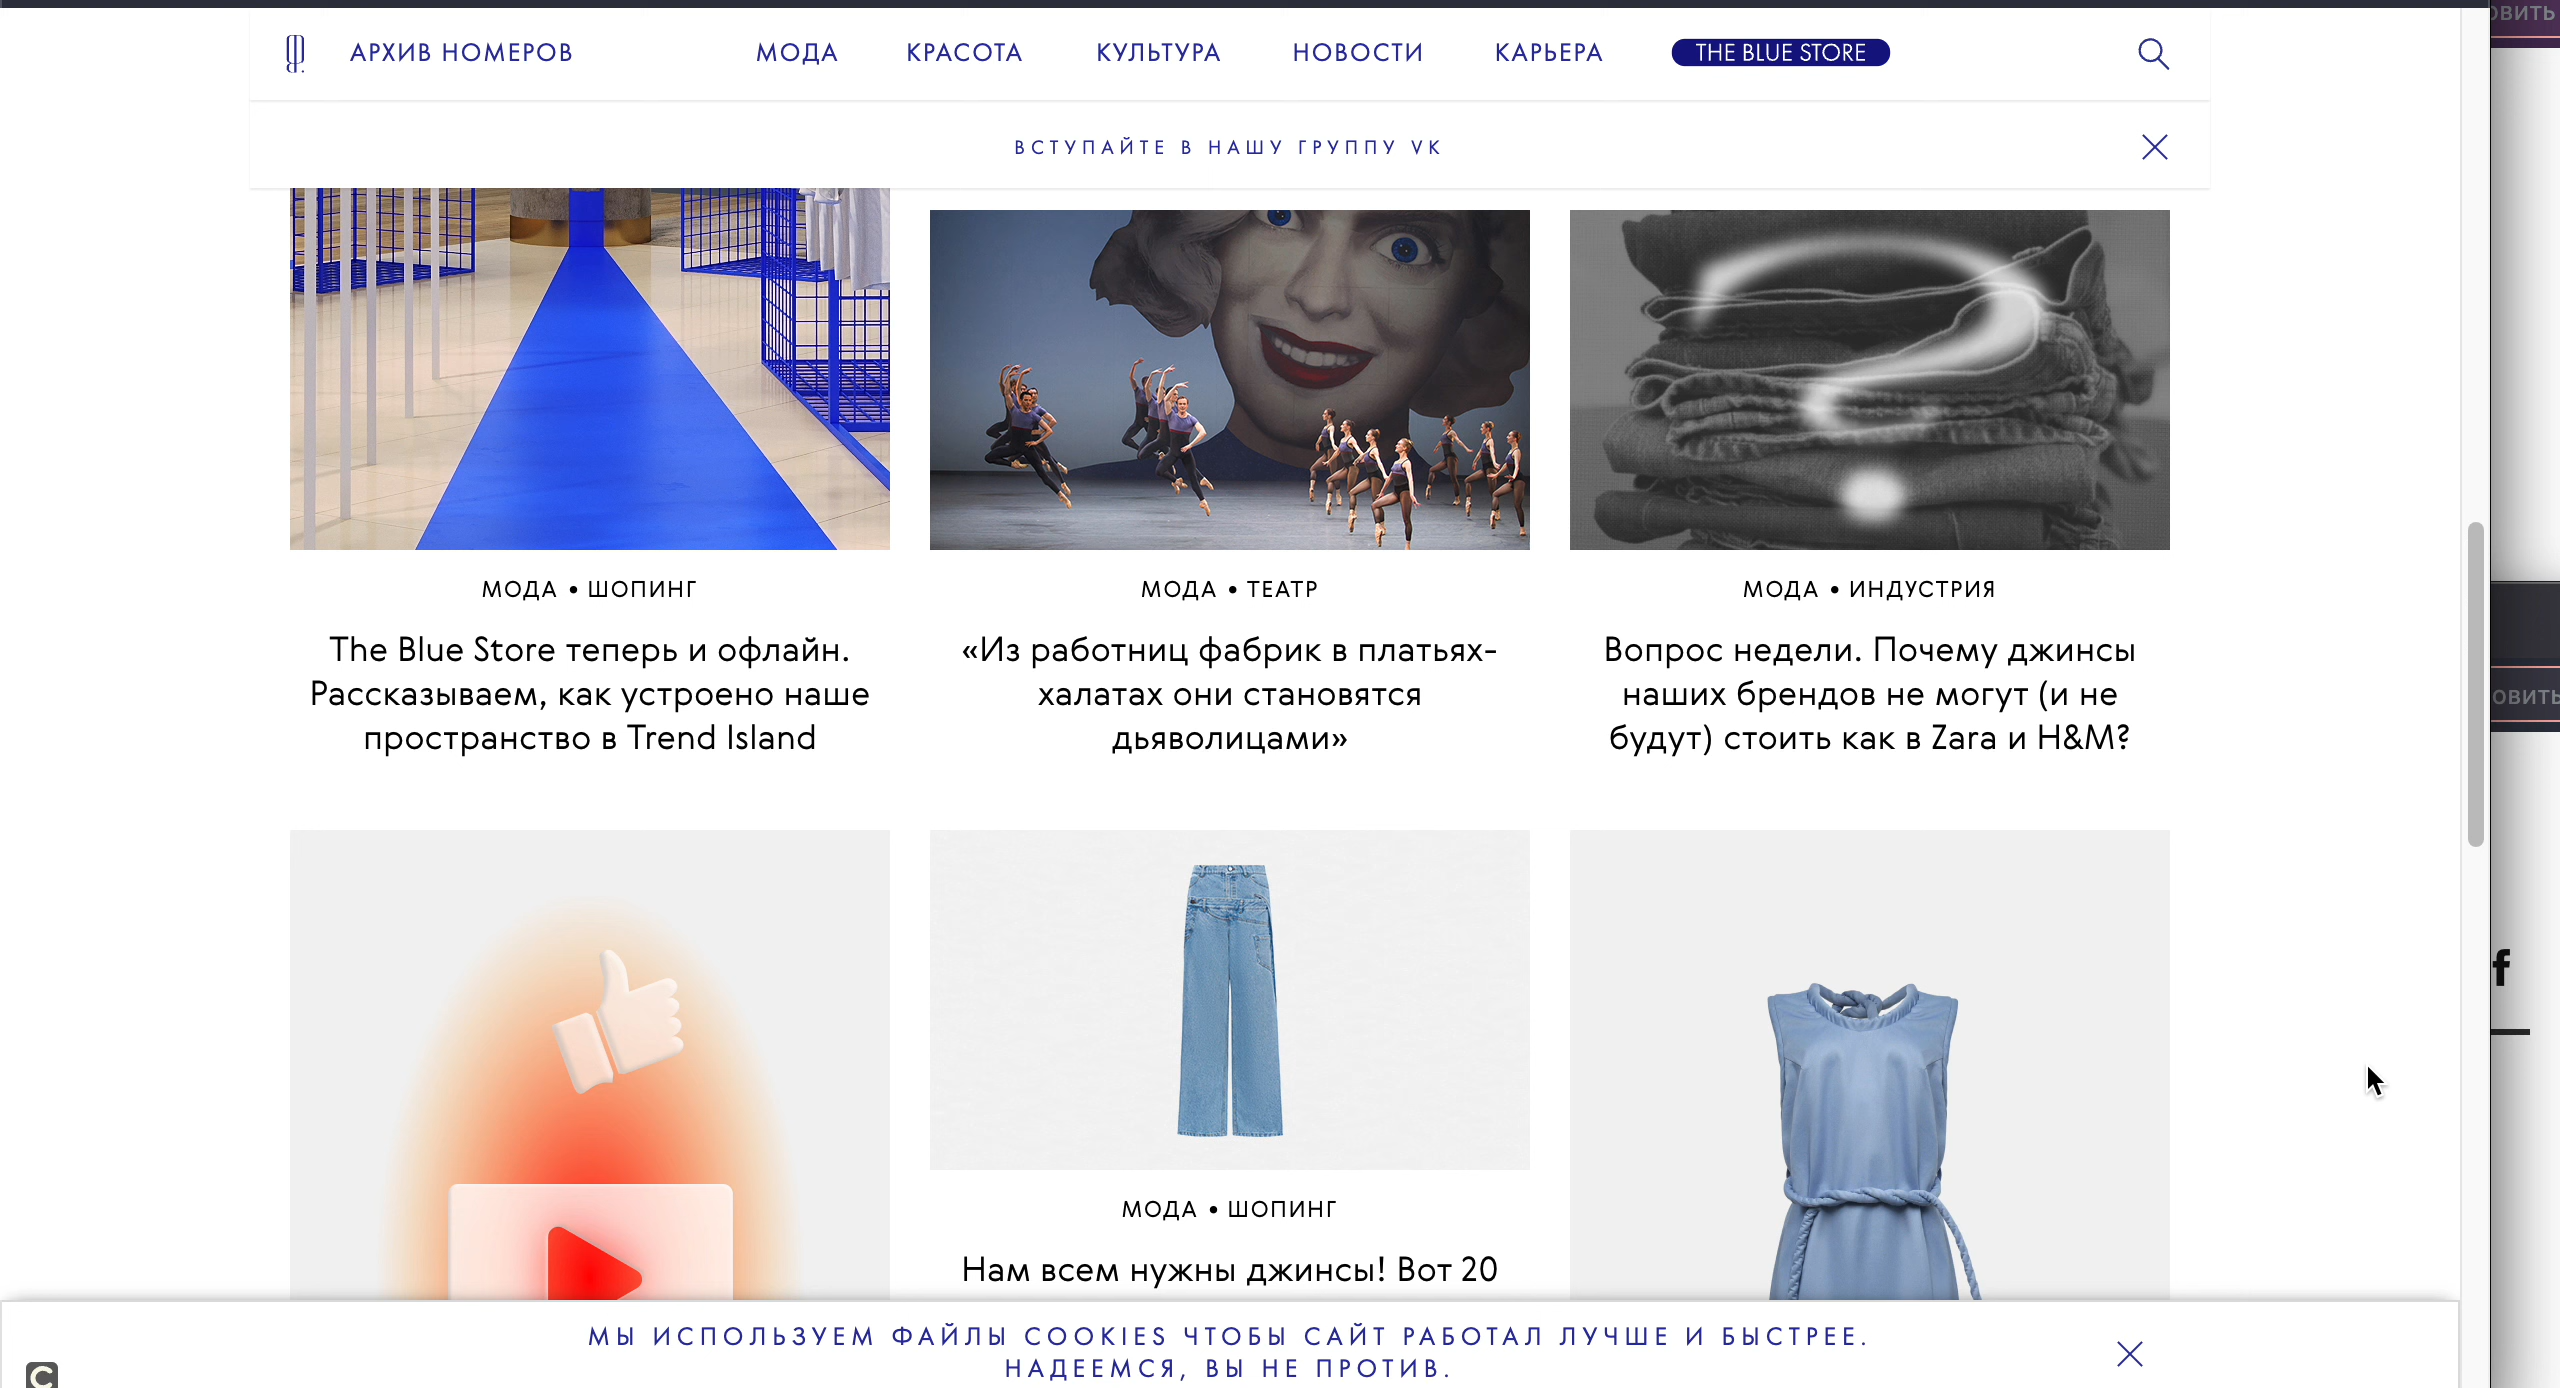 АРХИВ НОМЕРОВ
МОДА
КРАСОТА
КУЛЬТУРА
НОВОСТИ
КАРЬЕРА
THE BLUE STORE
ВСТУПАЙТЕ В НАШУ ГРУППУ VK
МОДА • ШОПИНГ
The Blue Store теперь и офлайн.
Рассказываем, как устроено наше
пространство в Trend Island
МОДА • ТЕАТР
«Из работниц фабрик в платьях-
халатах они становятся
дьяволицами»
МОДА • ИНДУСТРИЯ
Вопрос недели. Почему джинсы
наших брендов не могут (и не
будут) стоить как в Zara и H&M?
МОДА • ШОПИНГ
Нам всем нужны джинсы! Вот 20
МЫ ИСПОЛЬЗУЕМ ФАЙЛЫ COOKIES ЧТОБЫ САЙТ РАБОТАЛ ЛУЧШЕ И БЫСТРЕЕ.
НАДЕЕМСЯ, ВЫ НЕ ПРОТИВ.